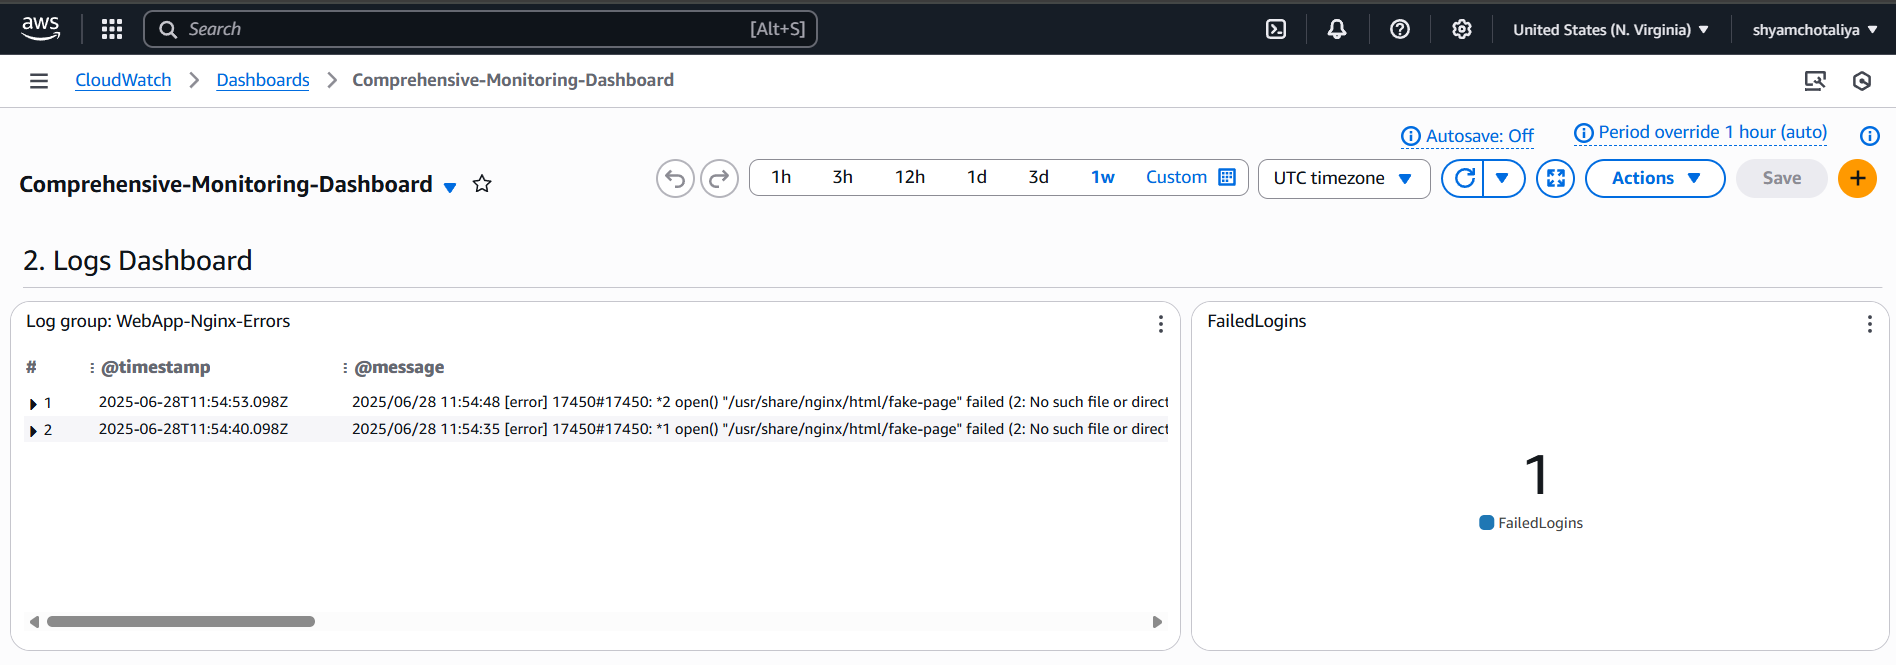 aws Search [Alt+S] United States (N. Virginia) shyamchotaliya
CloudWatch Dashboards Comprehensive-Monitoring-Dashboard
Autosave: Off Period override 1 hour (auto)
Comprehensive-Monitoring-Dashboard 1h 3h 12h 1d 3d 1w Custom UTC timezone Actions Save
2. Logs Dashboard
Log group: WebApp-Nginx-Errors
# @timestamp @message
1 2025-06-28T11:54:53.098Z 2025/06/28 11:54:48 [error] 17450#17450: *2 open() "/usr/share/nginx/html/fake-page" failed (2: No such file or direct
2 2025-06-28T11:54:40.098Z 2025/06/28 11:54:35 [error] 17450#17450: *1 open() "/usr/share/nginx/html/fake-page" failed (2: No such file or direct
FailedLogins
1
FailedLogins